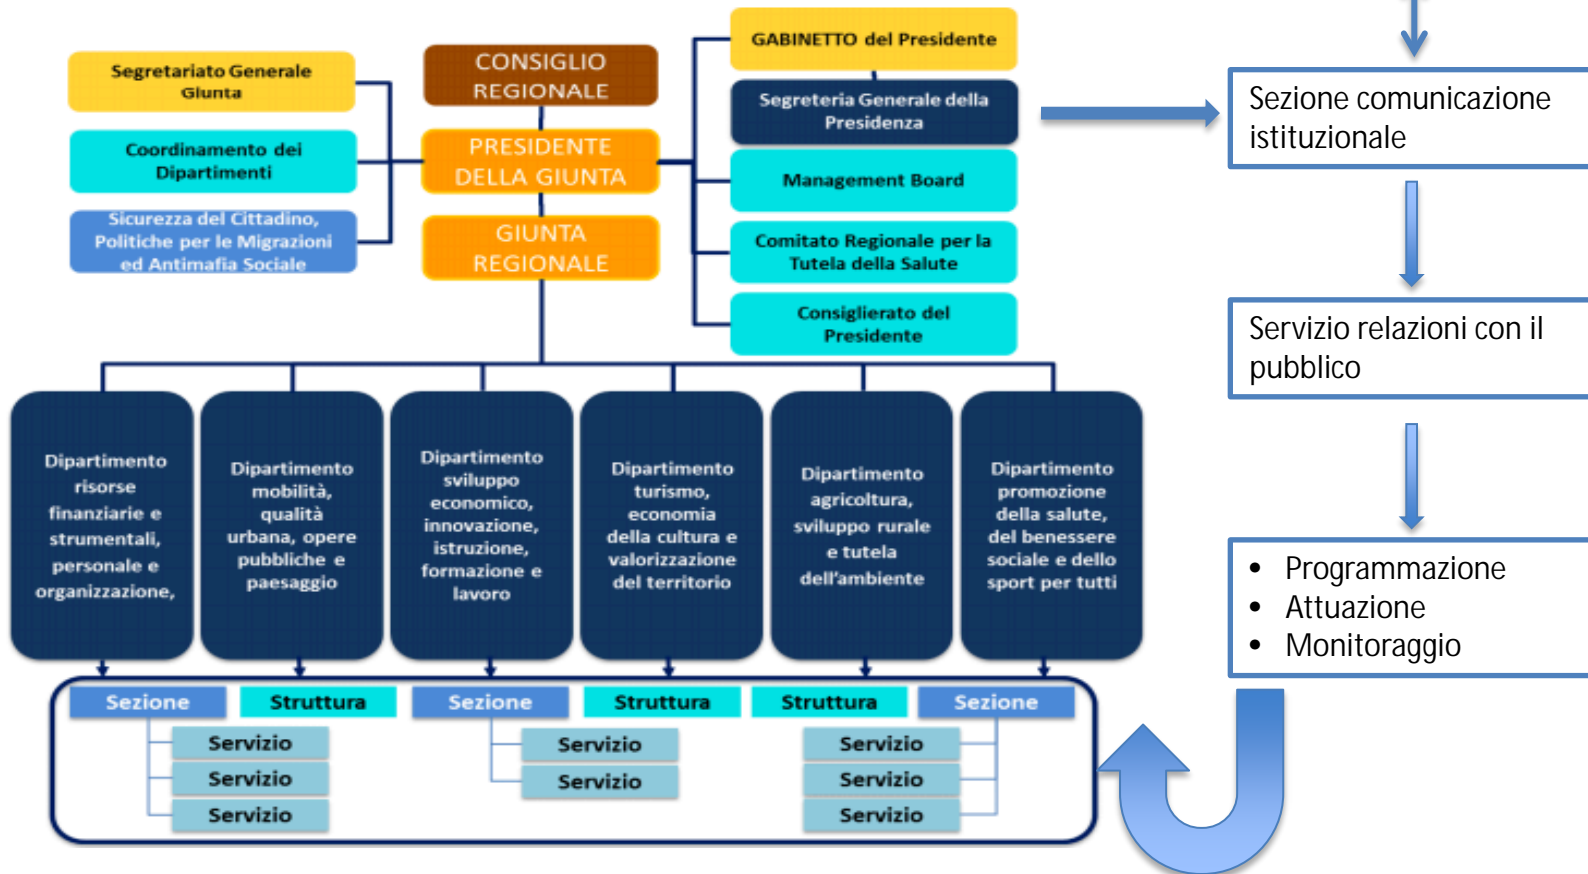 Segretariato Generale
Giunta
Coordinamento dei
Dipartimenti
Sicurezza del Cittadino,
Politiche per le Migrazioni
ed Antimafia Sociale
CONSIGLIO
REGIONALE
PRESIDENTE
DELLA GIUNTA
GIUNTA
REGIONALE
GABINETTO del Presidente
Segreteria Generale della
Presidenza
Management Board
Comitato Regionale per la
Tutela della Salute
Consiglierato del
Presidente
Sezione comunicazione
istituzionale
Servizio relazioni con il
pubblico
• Programmazione
• Attuazione
• Monitoraggio
Dipartimento
risorse
finanziarie e
strumentali,
personale e
organizzazione,
Dipartimento
mobilità,
qualità
urbana, opere
pubbliche e
paesaggio
Dipartimento
sviluppo
economico,
innovazione,
istruzione,
formazione e
lavoro
Dipartimento
turismo,
economia
della cultura e
valorizzazione
del territorio
Dipartimento
agricoltura,
sviluppo rurale
e tutela
dell'ambiente
Dipartimento
promozione
della salute,
del benessere
sociale e dello
sport per tutti
Sezione
Servizio
Servizio
Servizio
Struttura
Sezione
Servizio
Servizio
Struttura
Struttura
Sezione
Servizio
Servizio
Servizio